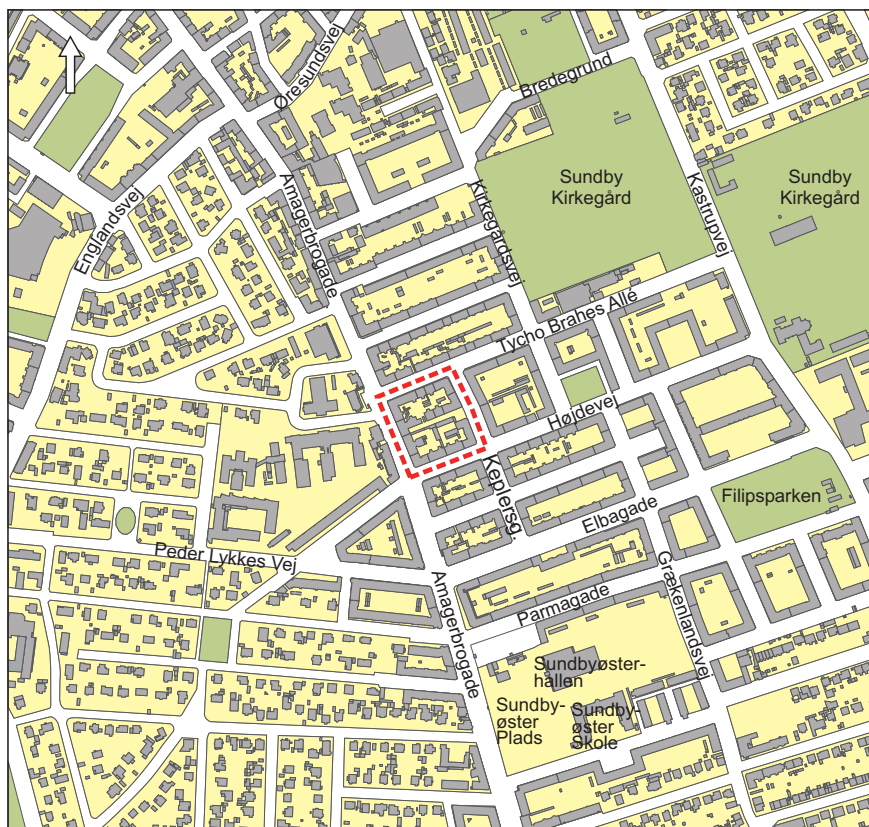 Øresundsvej
Bredegrund
Sundby
Kirkegård
Sundby
Kirkegård
Englandsvej
Amagerbrogade
Kirkegårdsvej
Kastrupvej
Tycho Brahes Allé
Højdevej
Keplersg.
Filipsparken
Elbagade
Peder Lykkes Vej
Amagerbrogade
Parmagade
Grækenlandsvej
Sundbyøster-
hallen
Sundby-
øster
Plads
Sundby-
øster
Skole